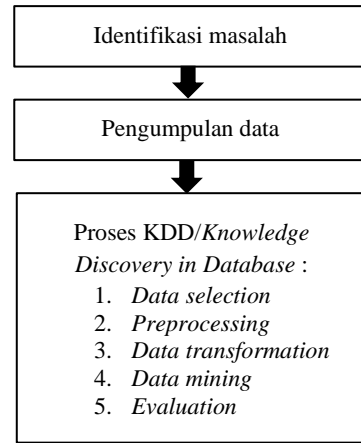 Identifikasi masalah
Pengumpulan data
Proses KDD/Knowledge
Discovery in Database :
1. Data selection
2. Preprocessing
3. Data transformation
4. Data mining
5. Evaluation